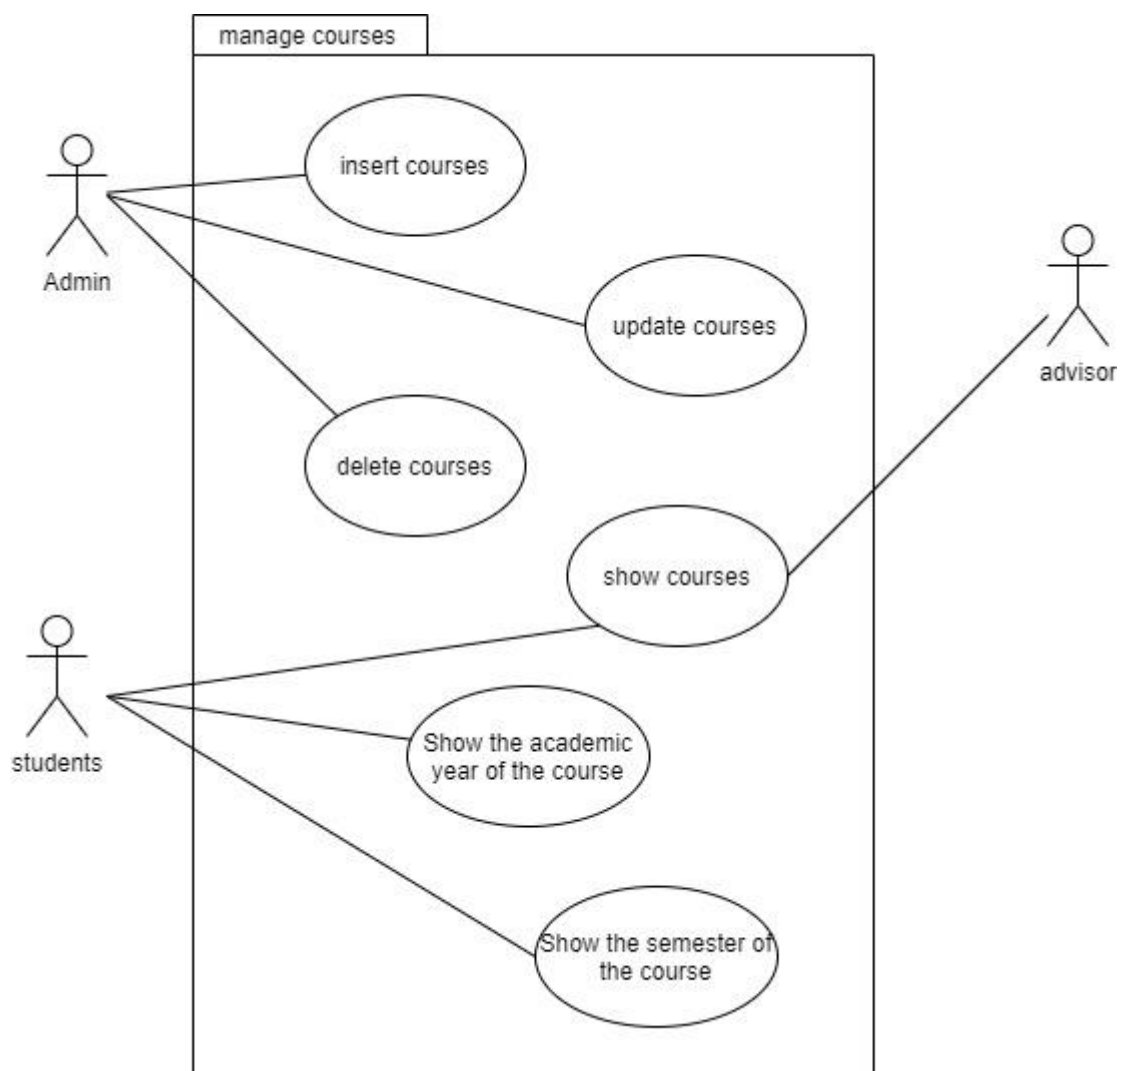 manage courses
insert courses
Admin
update courses
advisor
delete courses
show courses
students
Show the academic
year of the course
Show the semester of
the course